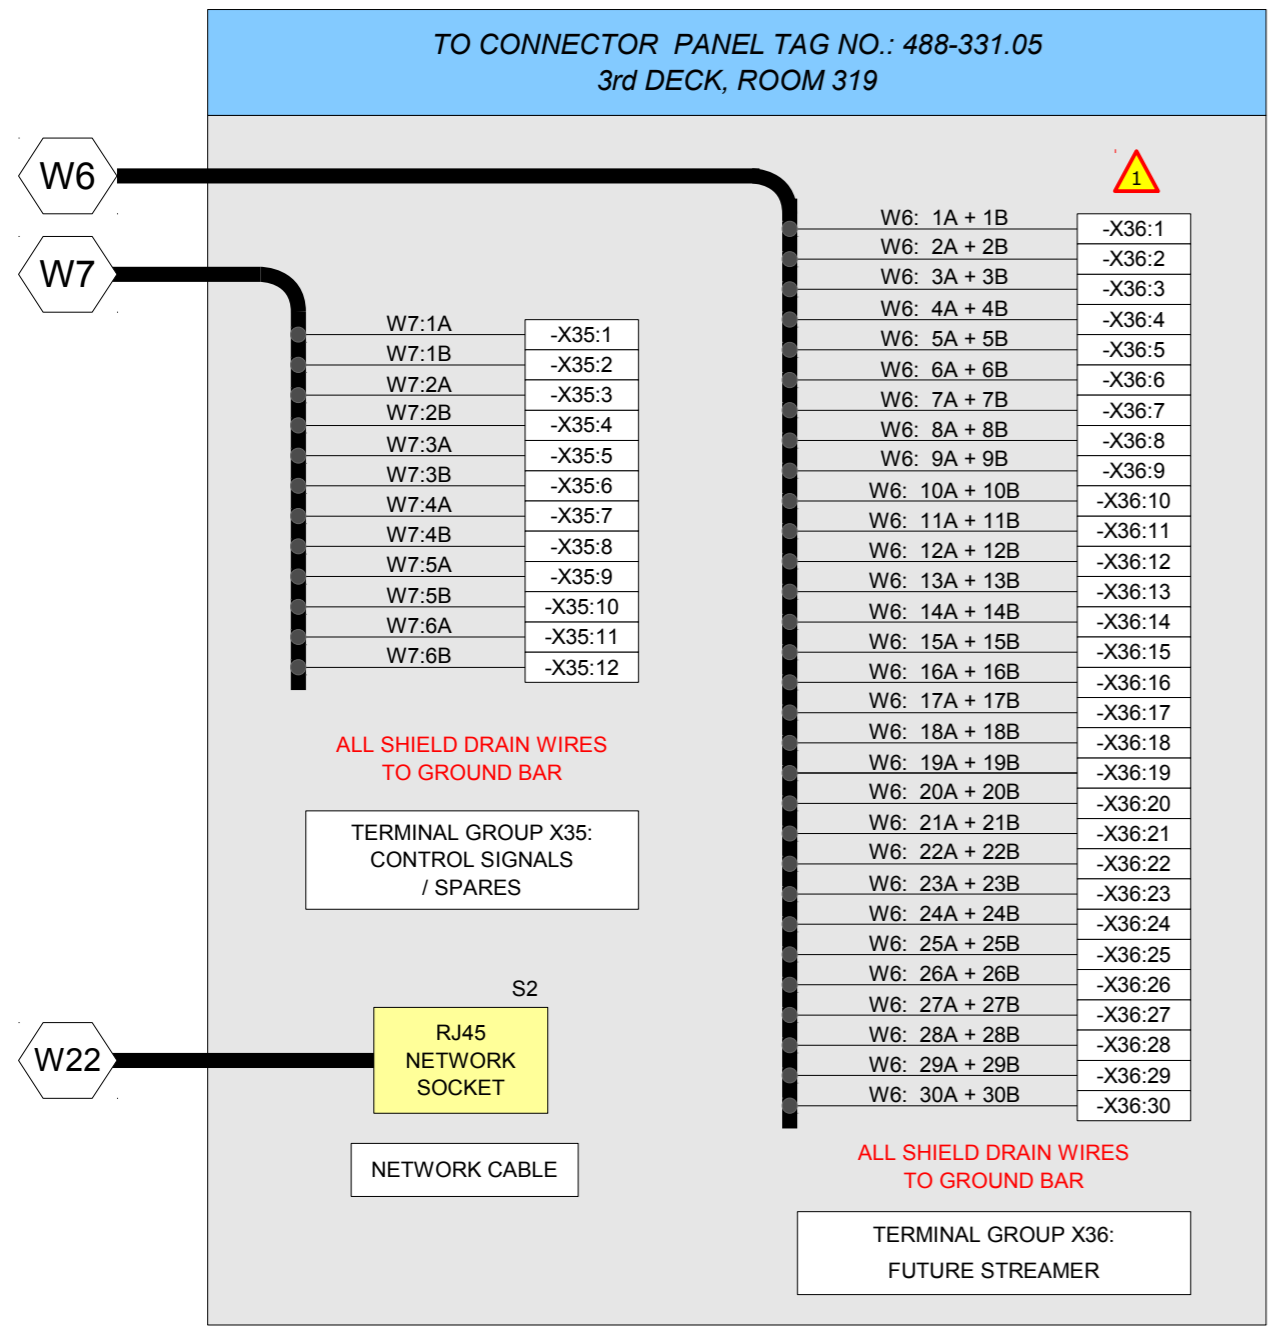 TO CONNECTOR PANEL TAG NO.: 488-331.05
3rd DECK, ROOM 319
W6
W7
W7:1A -X35:1
W7:1B -X35:2
W7:2A -X35:3
W7:2B -X35:4
W7:3A -X35:5
W7:3B -X35:6
W7:4A -X35:7
W7:4B -X35:8
W7:5A -X35:9
W7:5B -X35:10
W7:6A -X35:11
W7:6B -X35:12
ALL SHIELD DRAIN WIRES
TO GROUND BAR
TERMINAL GROUP X35:
CONTROL SIGNALS
/ SPARES
W22
S2
RJ45
NETWORK
SOCKET
NETWORK CABLE
1
W6: 1A + 1B -X36:1
W6: 2A + 2B -X36:2
W6: 3A + 3B -X36:3
W6: 4A + 4B -X36:4
W6: 5A + 5B -X36:5
W6: 6A + 6B -X36:6
W6: 7A + 7B -X36:7
W6: 8A + 8B -X36:8
W6: 9A + 9B -X36:9
W6: 10A + 10B -X36:10
W6: 11A + 11B -X36:11
W6: 12A + 12B -X36:12
W6: 13A + 13B -X36:13
W6: 14A + 14B -X36:14
W6: 15A + 15B -X36:15
W6: 16A + 16B -X36:16
W6: 17A + 17B -X36:17
W6: 18A + 18B -X36:18
W6: 19A + 19B -X36:19
W6: 20A + 20B -X36:20
W6: 21A + 21B -X36:21
W6: 22A + 22B -X36:22
W6: 23A + 23B -X36:23
W6: 24A + 24B -X36:24
W6: 25A + 25B -X36:25
W6: 26A + 26B -X36:26
W6: 27A + 27B -X36:27
W6: 28A + 28B -X36:28
W6: 29A + 29B -X36:29
W6: 30A + 30B -X36:30
ALL SHIELD DRAIN WIRES
TO GROUND BAR
TERMINAL GROUP X36:
FUTURE STREAMER